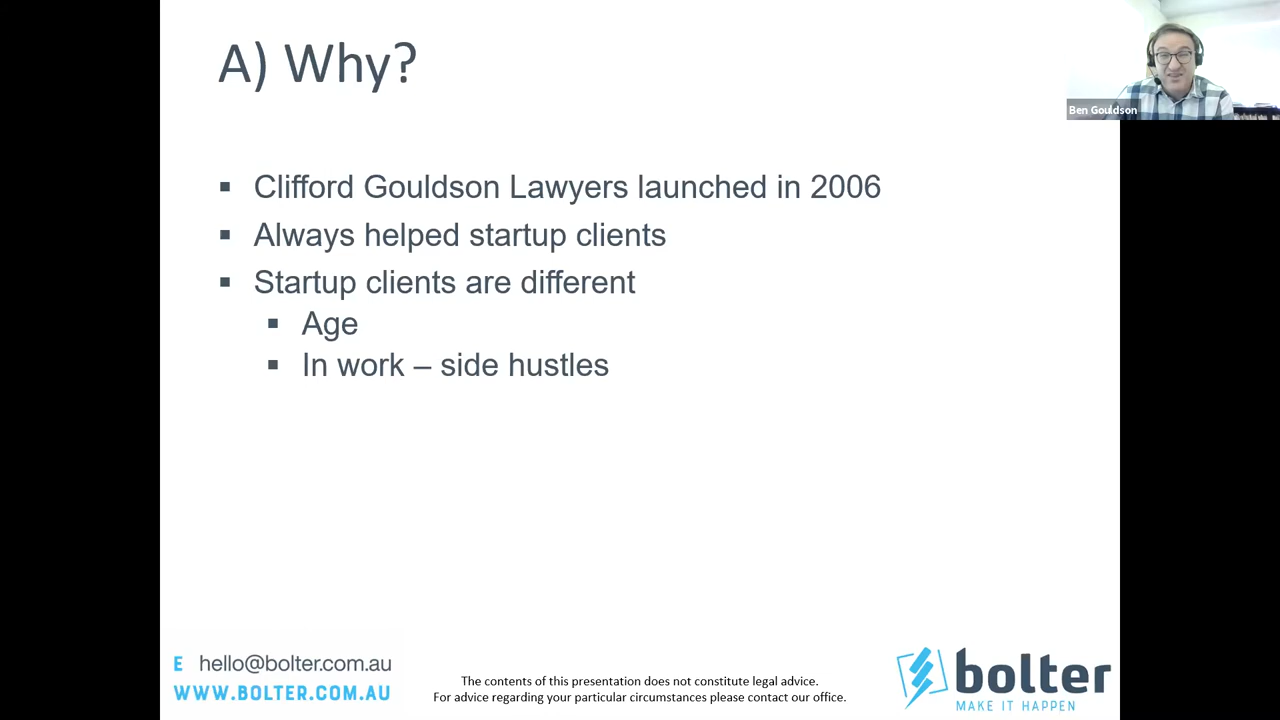 A) Why?
Ben Gouldson
▪ Clifford Gouldson Lawyers launched in 2006
▪ Always helped startup clients
▪ Startup clients are different
▪ Age
▪ In work – side hustles
E hello@bolter.com.au
WWW.BOLTER.COM.AU
The contents of this presentation does not constitute legal advice.
For advice regarding your particular circumstances please contact our office.
bolter
MAKE IT HAPPEN